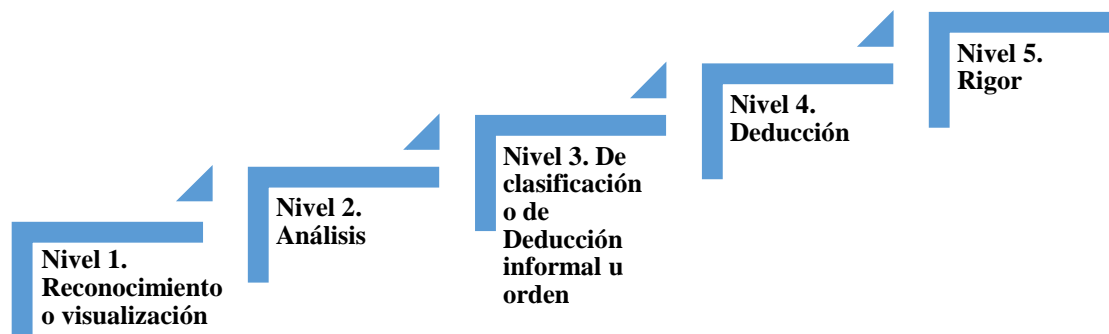 Nivel 1.
Reconocimiento
o visualización
Nivel 2.
Análisis
Nivel 3. De
clasificación
o de
Deducción
informal u
orden
Nivel 4.
Deducción
Nivel 5.
Rigor